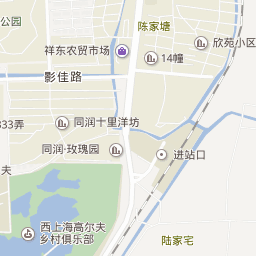 公园
陈家塘
祥东农贸市场
欣苑小区
14幢
影佳路
同润十里洋坊
333弄
同润·玫瑰园
进站口
夫
西上海高尔夫
乡村俱乐部
陆家宅